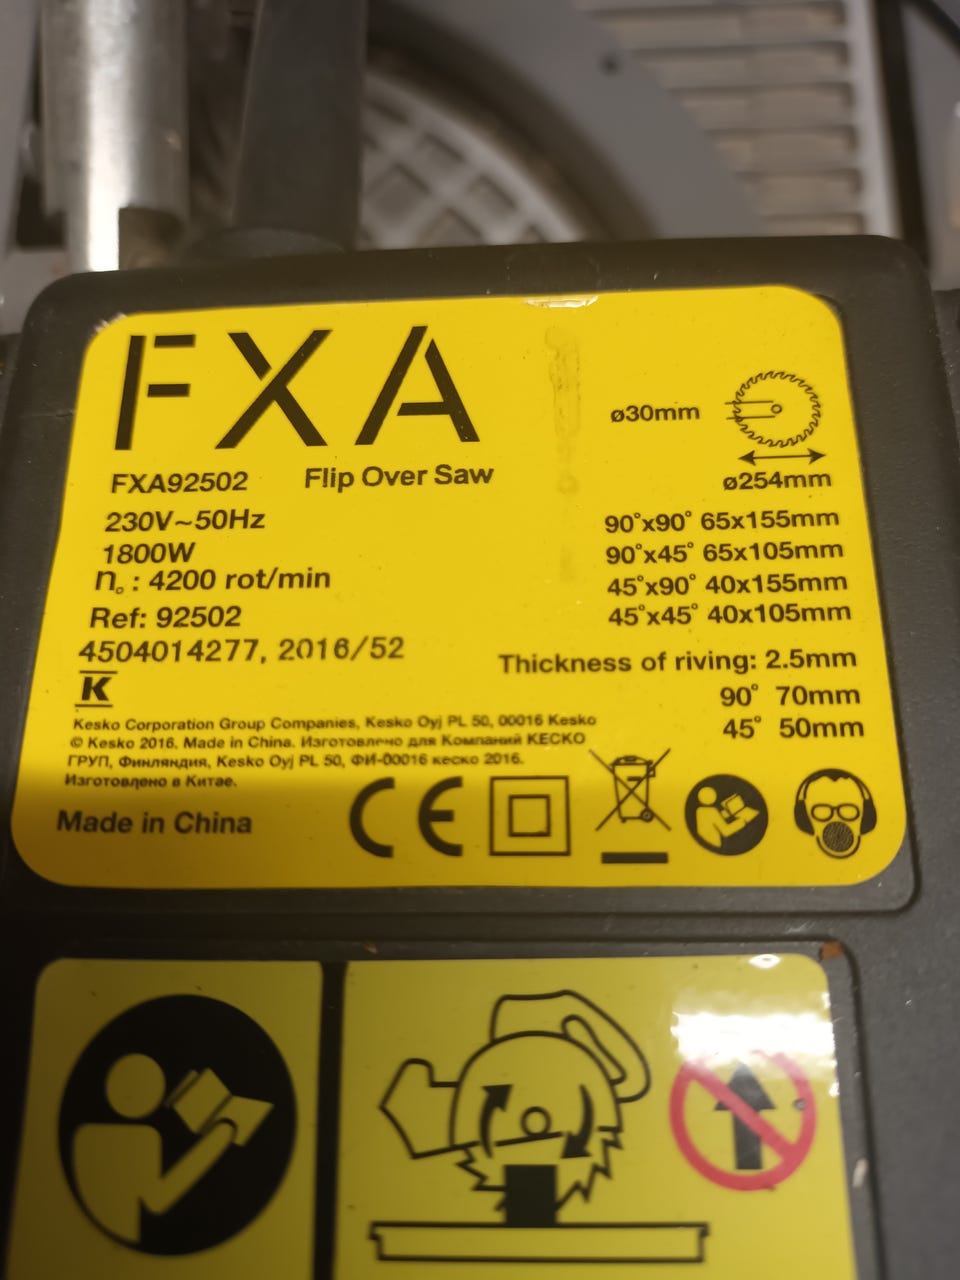 FXA
FXA92502 Flip Over Saw
230V~50Hz
1800W
n₀ : 4200 rot/min
Ref: 92502
4504014277, 2016/52
K
Kesko Corporation Group Companies, Kesko Oyj PL 50, 00016 Kesko
© Kesko 2016. Made in China. Изготовлено для Компаний КЕСКО
ГРУП, Финляндия, Kesko Oyj PL 50, ФИ-00016 кеско 2016.
Изготовлено в Китае.
Made in China
ø30mm
ø254mm
90°x90° 65x155mm
90°x45° 65x105mm
45°x90° 40x155mm
45°x45° 40x105mm
Thickness of riving: 2.5mm
90° 70mm
45° 50mm
CE